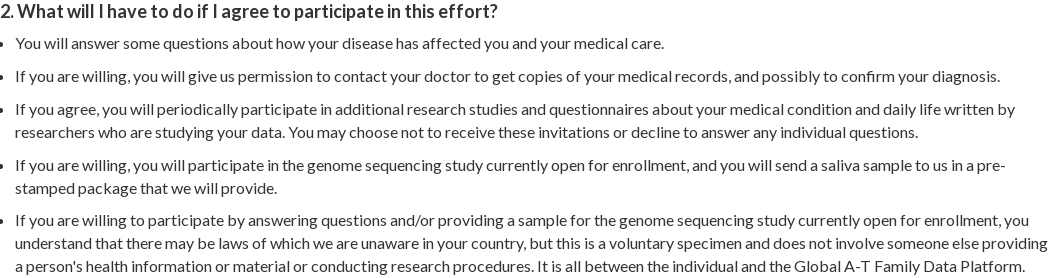 2. What will I have to do if I agree to participate in this effort?
• You will answer some questions about how your disease has affected you and your medical care.
• If you are willing, you will give us permission to contact your doctor to get copies of your medical records, and possibly to confirm your diagnosis.
• If you agree, you will periodically participate in additional research studies and questionnaires about your medical condition and daily life written by
researchers who are studying your data. You may choose not to receive these invitations or decline to answer any individual questions.
• If you are willing, you will participate in the genome sequencing study currently open for enrollment, and you will send a saliva sample to us in a pre-
stamped package that we will provide.
• If you are willing to participate by answering questions and/or providing a sample for the genome sequencing study currently open for enrollment, you
understand that there may be laws of which we are unaware in your country, but this is a voluntary specimen and does not involve someone else providing
a person's health information or material or conducting research procedures. It is all between the individual and the Global A-T Family Data Platform.